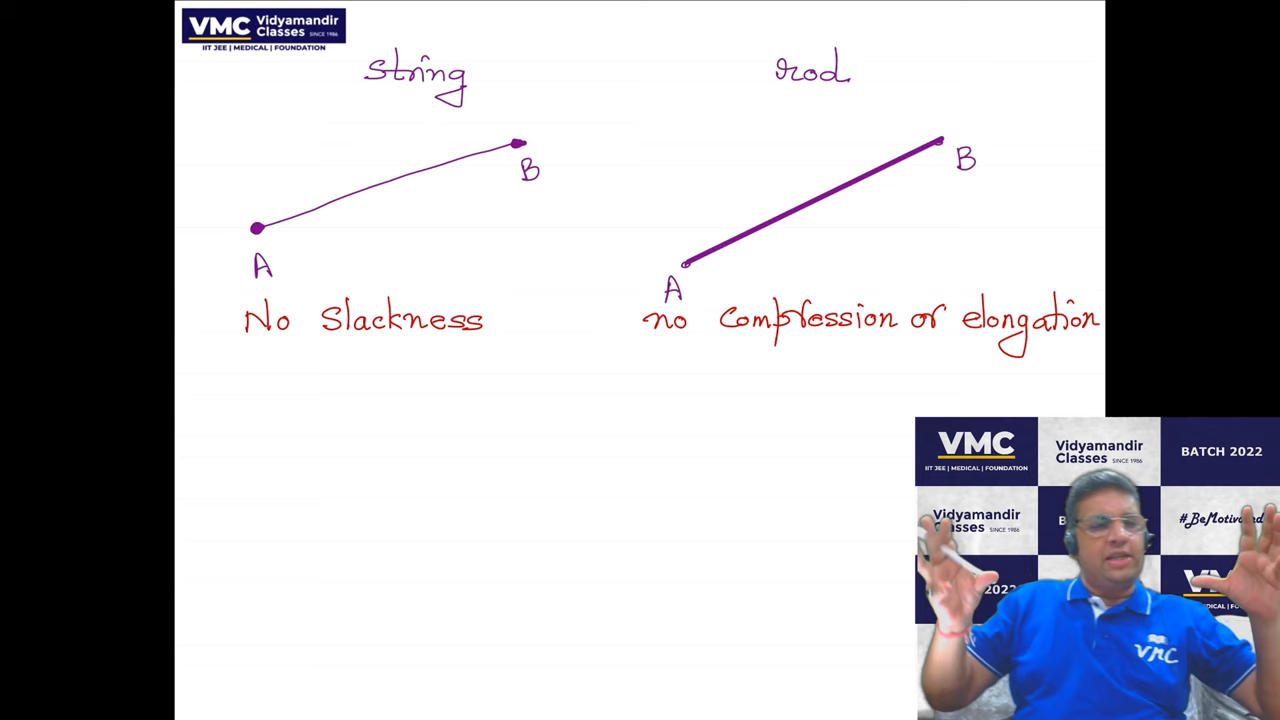 VMC Vidyamandir Classes
SINCE 1986
IIT JEE | MEDICAL | FOUNDATION
string
rod
B
B
A
A
No Slackness
no compression or elongation
VMC
IIT JEE | MEDICAL | FOUNDATION
Vidyamandir Classes SINCE 1986
BATCH 2022
Vidyamandir
SINCE 1986
#BeMotiv
VMC